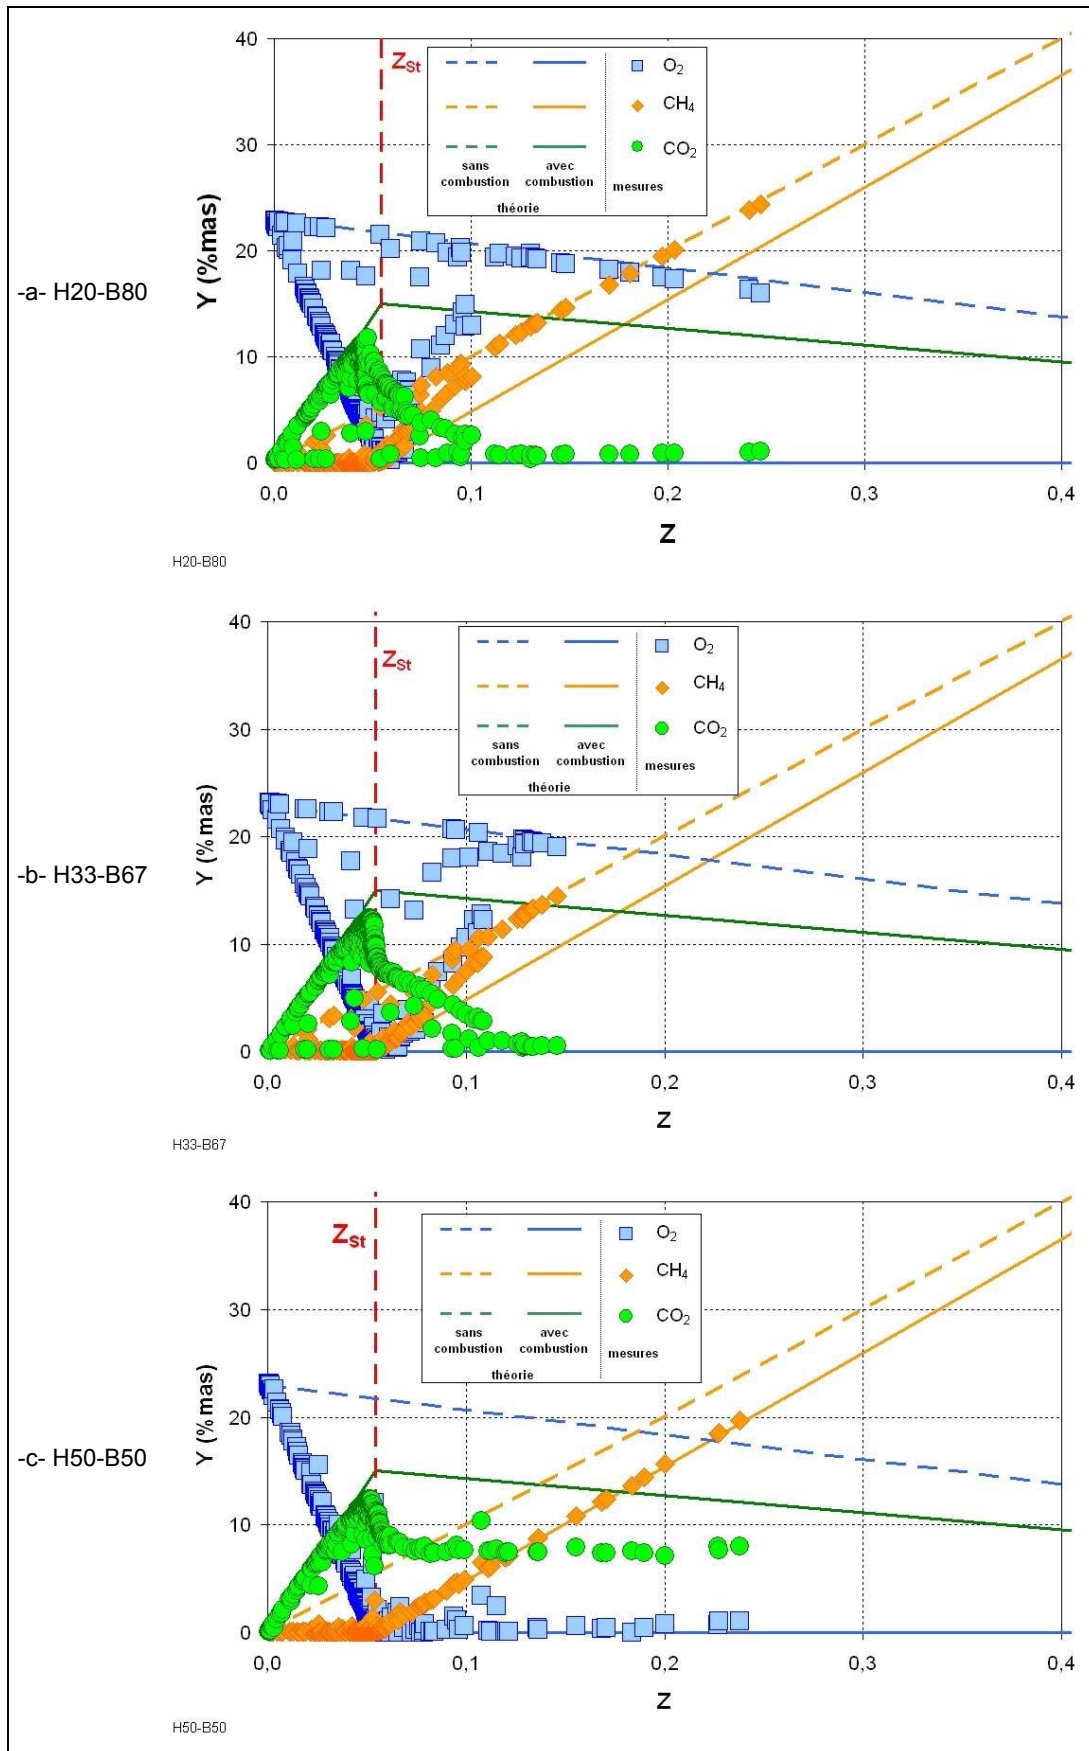 -a- H20-B80
Y (%mas)
40
30
20
10
0
Z_St
O₂
CH₄
CO₂
sans combustion
avec combustion
mesures
théorie
0,0 0,1 0,2 0,3 0,4
Z
H20-B80
-b- H33-B67
Y (%mas)
40
30
20
10
0
Z_St
O₂
CH₄
CO₂
sans combustion
avec combustion
mesures
théorie
0,0 0,1 0,2 0,3 0,4
Z
H33-B67
-c- H50-B50
Y (%mas)
40
30
20
10
0
Z_St
O₂
CH₄
CO₂
sans combustion
avec combustion
mesures
théorie
0,0 0,1 0,2 0,3 0,4
Z
H50-B50